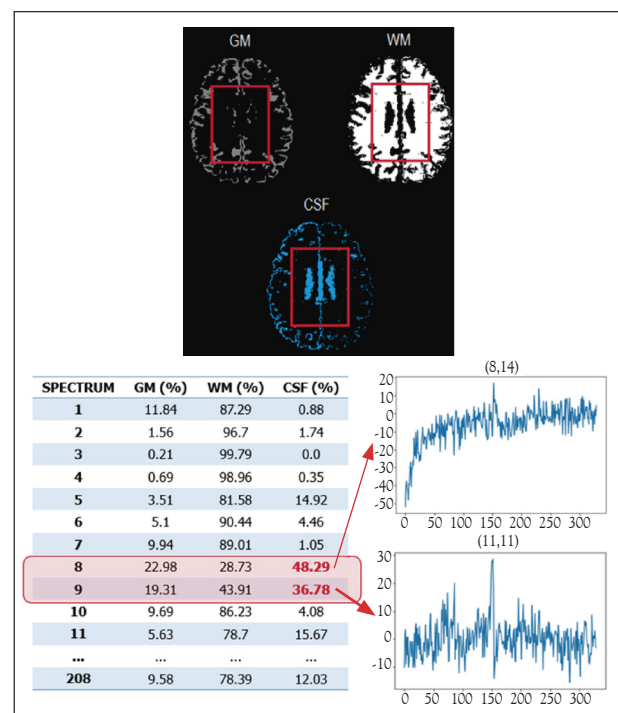 GM WM
CSF
SPECTRUM GM (%) WM (%) CSF (%)
1 11.84 87.29 0.88
2 1.56 96.7 1.74
3 0.21 99.79 0.0
4 0.69 98.96 0.35
5 3.51 81.58 14.92
6 5.1 90.44 4.46
7 9.94 89.01 1.05
8 22.98 28.73 48.29
9 19.31 43.91 36.78
10 9.69 86.23 4.08
11 5.63 78.7 15.67
... ... ... ...
208 9.58 78.39 12.03
(8,14)
20
10
0
-10
-20
-30
-40
-50
0 50 100 150 200 250 300
(11,11)
30
20
10
0
-10
0 50 100 150 200 250 300